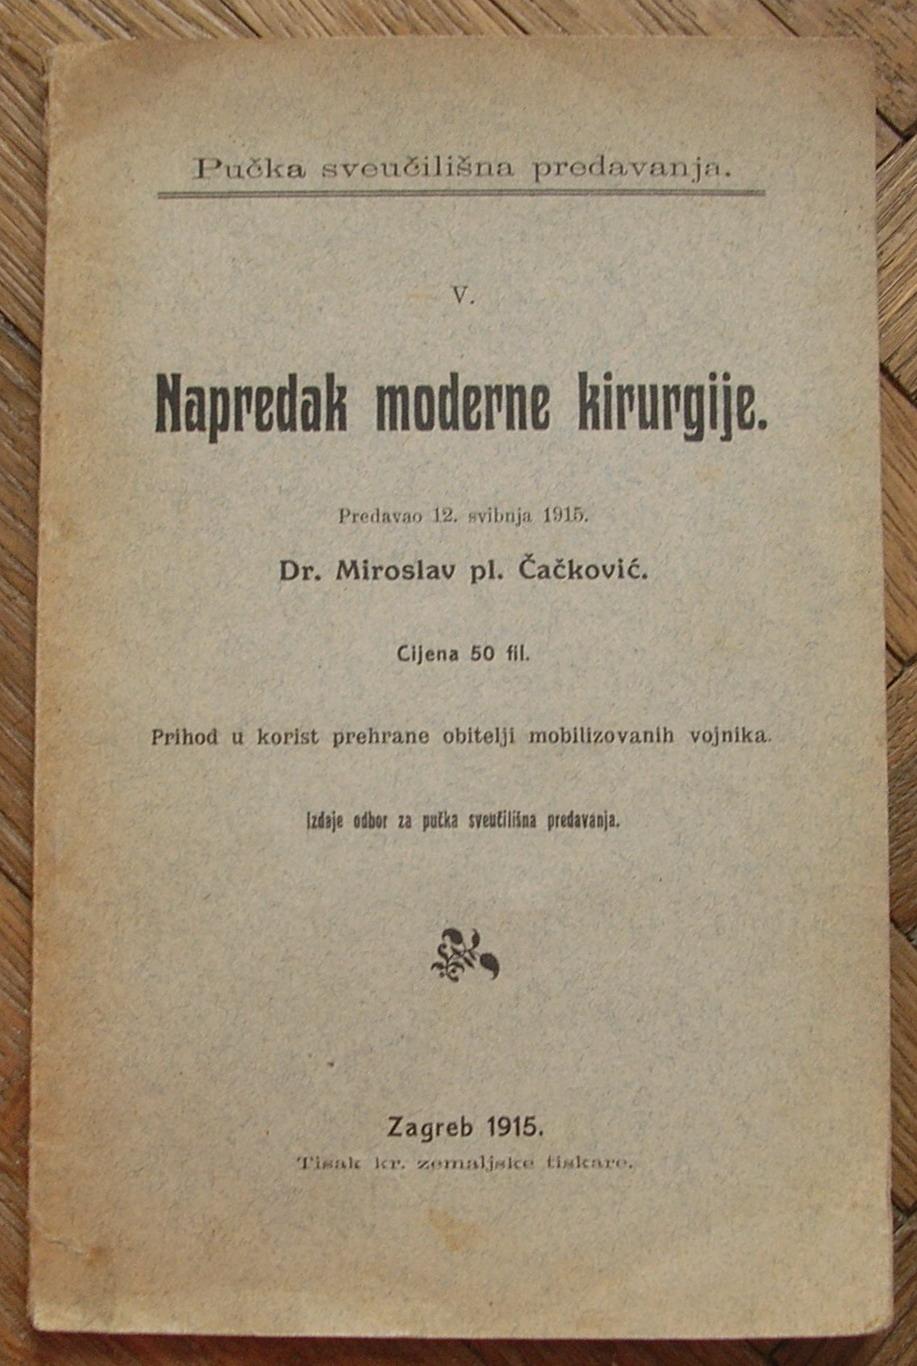 Pučka sveučilišna predavanja.
V.
Napredak moderne kirurgije.
Predavao 12. svibnja 1915.
Dr. Miroslav pl. Čačković.
Cijena 50 fil.
Prihod u korist prehrane obitelji mobilizovanih vojnika.
Izdaje odbor za pučka sveučilišna predavanja.
Zagreb 1915.
Tisak kr. zemaljske tiskare.